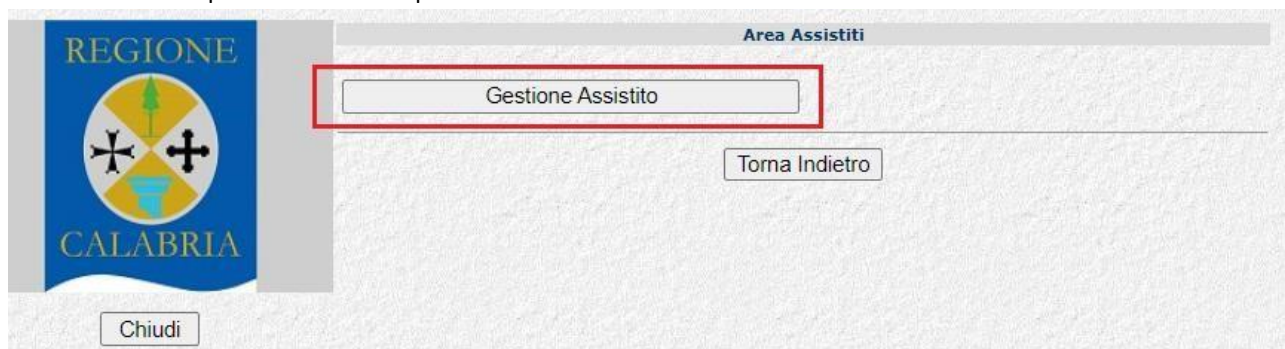 REGIONE
CALABRIA
Chiudi
Area Assistiti
Gestione Assistito
Torna Indietro